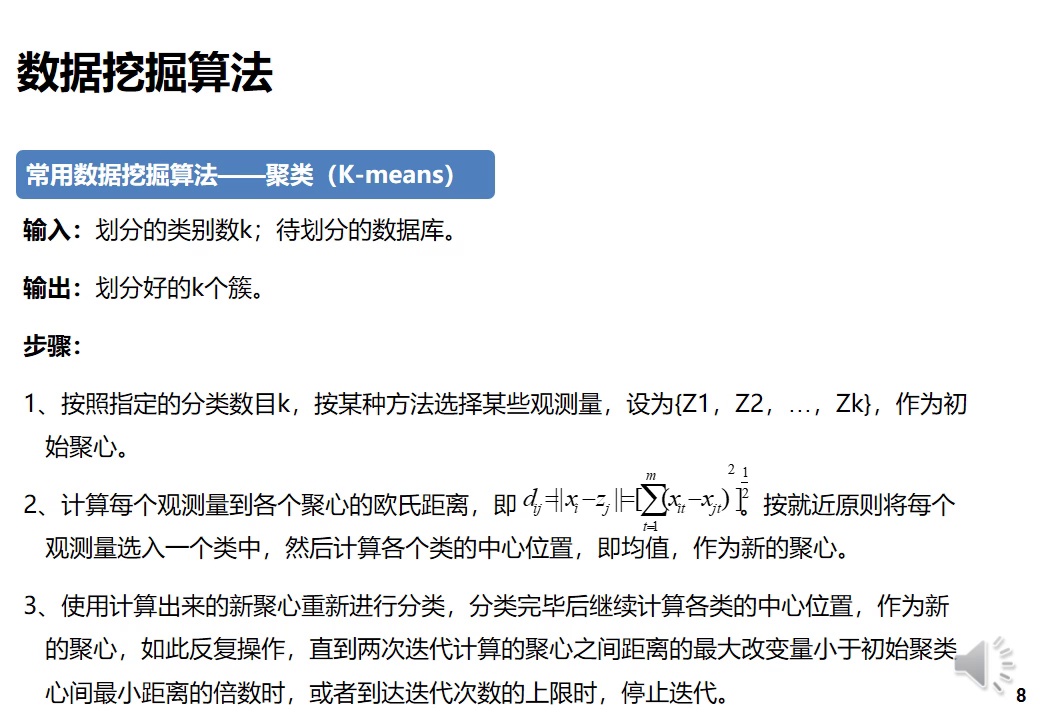 数据挖掘算法
常用数据挖掘算法——聚类（K-means）
输入：划分的类别数k；待划分的数据库。
输出：划分好的k个簇。
步骤：
1、按照指定的分类数目k，按某种方法选择某些观测量，设为{Z1，Z2，…，Zk}，作为初
始聚心。
2、计算每个观测量到各个聚心的欧氏距离，即 d_{ij}=||x_i-z_j||=[\sum_{t=1}^{m}(x_{it}-x_{jt})^2]^{\frac{1}{2}}。按就近原则将每个
观测量选入一个类中，然后计算各个类的中心位置，即均值，作为新的聚心。
3、使用计算出来的新聚心重新进行分类，分类完毕后继续计算各类的中心位置，作为新
的聚心，如此反复操作，直到两次迭代计算的聚心之间距离的最大改变量小于初始聚类
心间最小距离的倍数时，或者到达迭代次数的上限时，停止迭代。
8